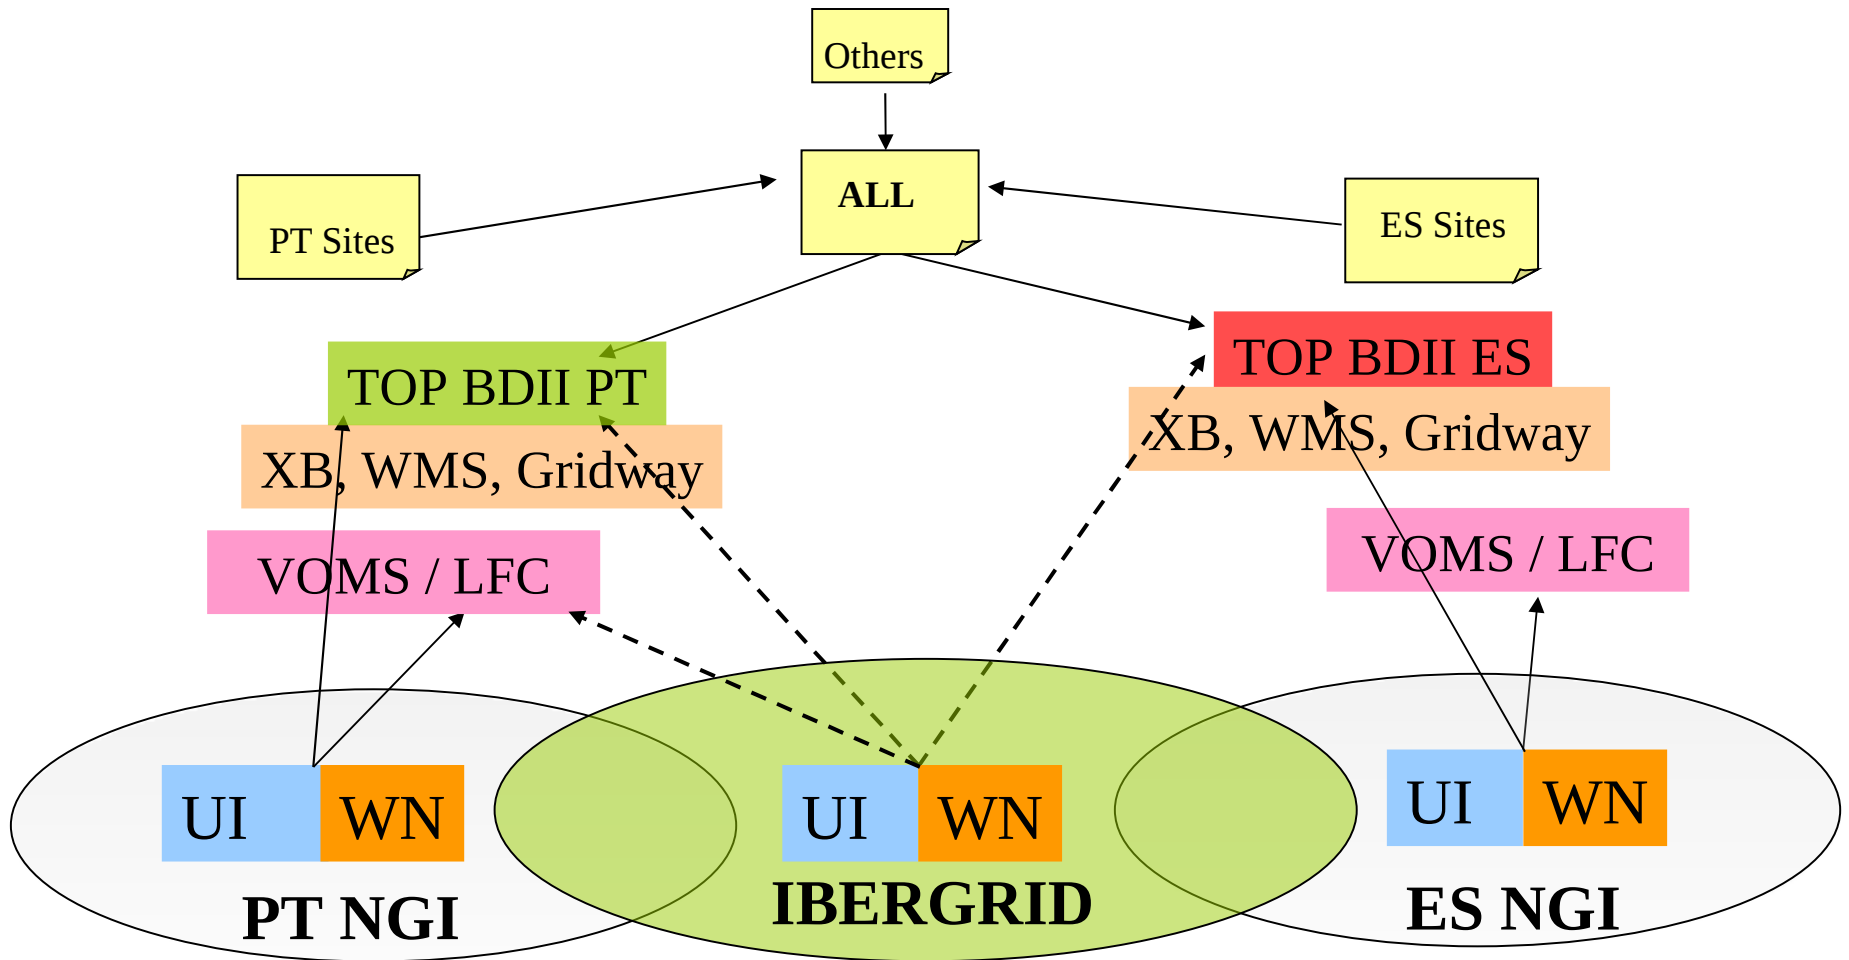 Others
ALL
PT Sites
ES Sites
TOP BDII ES
TOP BDII PT
XB, WMS, Gridway
XB, WMS, Gridway
VOMS / LFC
VOMS / LFC
UI WN
UI WN
UI WN
PT NGI
IBERGRID
ES NGI